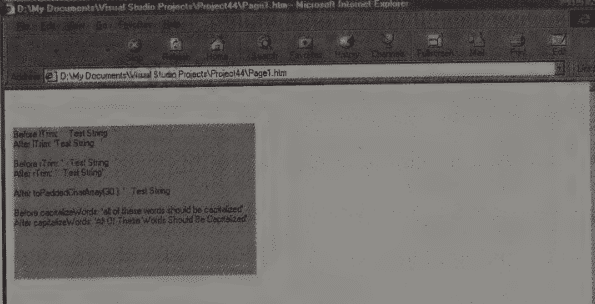 D:\My Documents\Visual Studio Projects\Project44\Page1.htm - Microsoft Internet Explorer
D:\My Documents\Visual Studio Projects\Project44\Page1.htm
Before lTrim: '   Test String
After lTrim: 'Test String
Before rTrim: '   Test String
After rTrim: '   Test String
After toPaddedCharArray(30): '   Test String
Before capitalizeWords: 'all of these words should be capitalized'
After capitalizeWords: 'All Of These Words Should Be Capitalized'